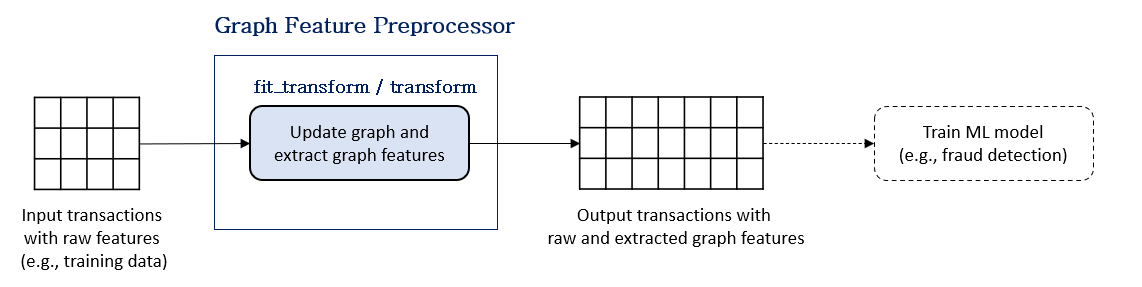 Graph Feature Preprocessor
fit_transform / transform
Update graph and
extract graph features
Train ML model
(e.g., fraud detection)
Input transactions
with raw features
(e.g., training data)
Output transactions with
raw and extracted graph features